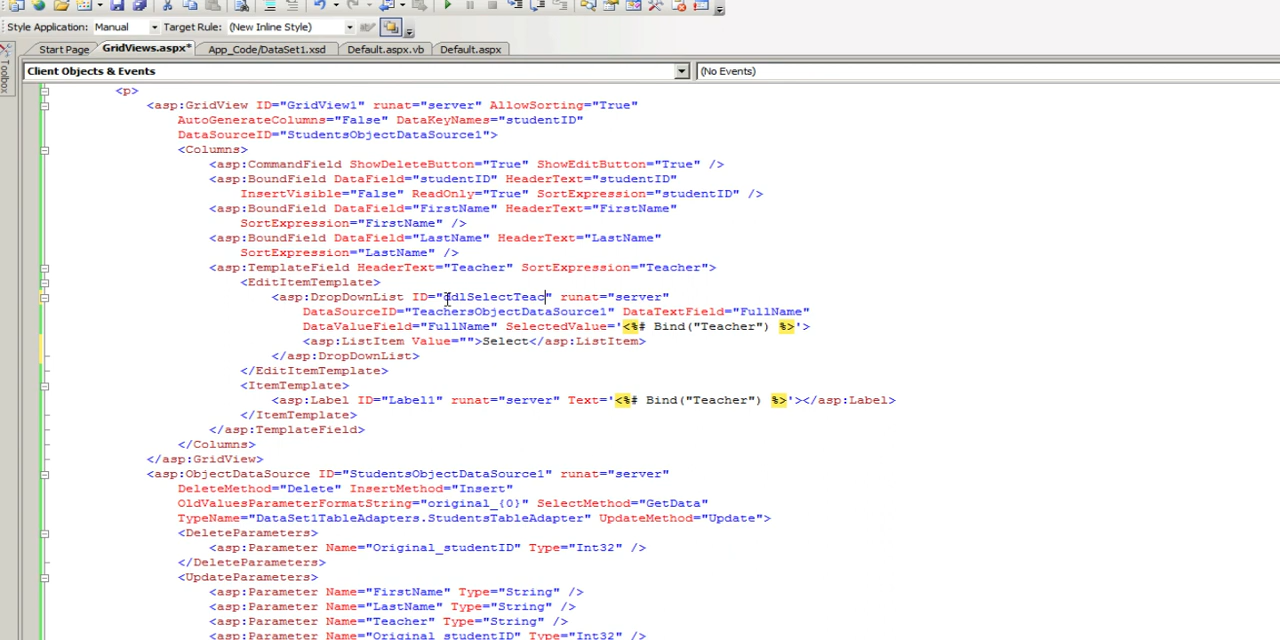 Style Application: Manual Target Rule: (New Inline Style)
Toolbox
Start Page GridViews.aspx* App_Code/DataSet1.xsd Default.aspx.vb Default.aspx
Client Objects & Events (No Events)
<p>
<asp:GridView ID="GridView1" runat="server" AllowSorting="True"
AutoGenerateColumns="False" DataKeyNames="studentID"
DataSourceID="StudentsObjectDataSource1">
<Columns>
<asp:CommandField ShowDeleteButton="True" ShowEditButton="True" />
<asp:BoundField DataField="studentID" HeaderText="studentID"
InsertVisible="False" ReadOnly="True" SortExpression="studentID" />
<asp:BoundField DataField="FirstName" HeaderText="FirstName"
SortExpression="FirstName" />
<asp:BoundField DataField="LastName" HeaderText="LastName"
SortExpression="LastName" />
<asp:TemplateField HeaderText="Teacher" SortExpression="Teacher">
<EditItemTemplate>
<asp:DropDownList ID="ddlSelectTeac" runat="server"
DataSourceID="TeachersObjectDataSource1" DataTextField="FullName"
DataValueField="FullName" SelectedValue='<%# Bind("Teacher") %>'>
<asp:ListItem Value="">Select</asp:ListItem>
</asp:DropDownList>
</EditItemTemplate>
<ItemTemplate>
<asp:Label ID="Label1" runat="server" Text='<%# Bind("Teacher") %>'></asp:Label>
</ItemTemplate>
</asp:TemplateField>
</Columns>
</asp:GridView>
<asp:ObjectDataSource ID="StudentsObjectDataSource1" runat="server"
DeleteMethod="Delete" InsertMethod="Insert"
OldValuesParameterFormatString="original_{0}" SelectMethod="GetData"
TypeName="DataSet1TableAdapters.StudentsTableAdapter" UpdateMethod="Update">
<DeleteParameters>
<asp:Parameter Name="Original_studentID" Type="Int32" />
</DeleteParameters>
<UpdateParameters>
<asp:Parameter Name="FirstName" Type="String" />
<asp:Parameter Name="LastName" Type="String" />
<asp:Parameter Name="Teacher" Type="String" />
<asp:Parameter Name="Original_studentID" Type="Int32" />